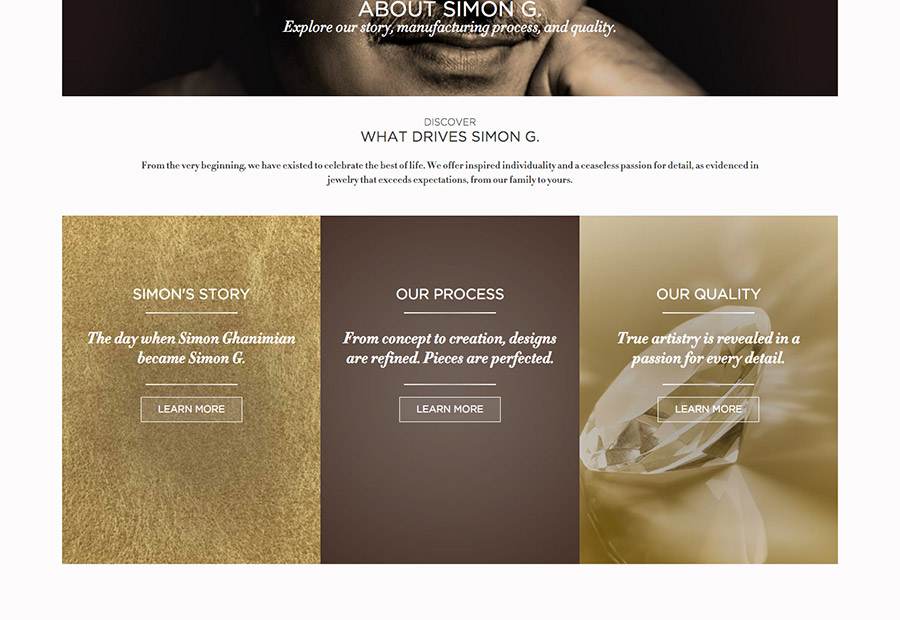 ABOUT SIMON G.
Explore our story, manufacturing process, and quality.
DISCOVER
WHAT DRIVES SIMON G.
From the very beginning, we have existed to celebrate the best of life. We offer inspired individuality and a ceaseless passion for detail, as evidenced in
jewelry that exceeds expectations, from our family to yours.
SIMON'S STORY
The day when Simon Ghanimian
became Simon G.
LEARN MORE
OUR PROCESS
From concept to creation, designs
are refined. Pieces are perfected.
LEARN MORE
OUR QUALITY
True artistry is revealed in a
passion for every detail.
LEARN MORE